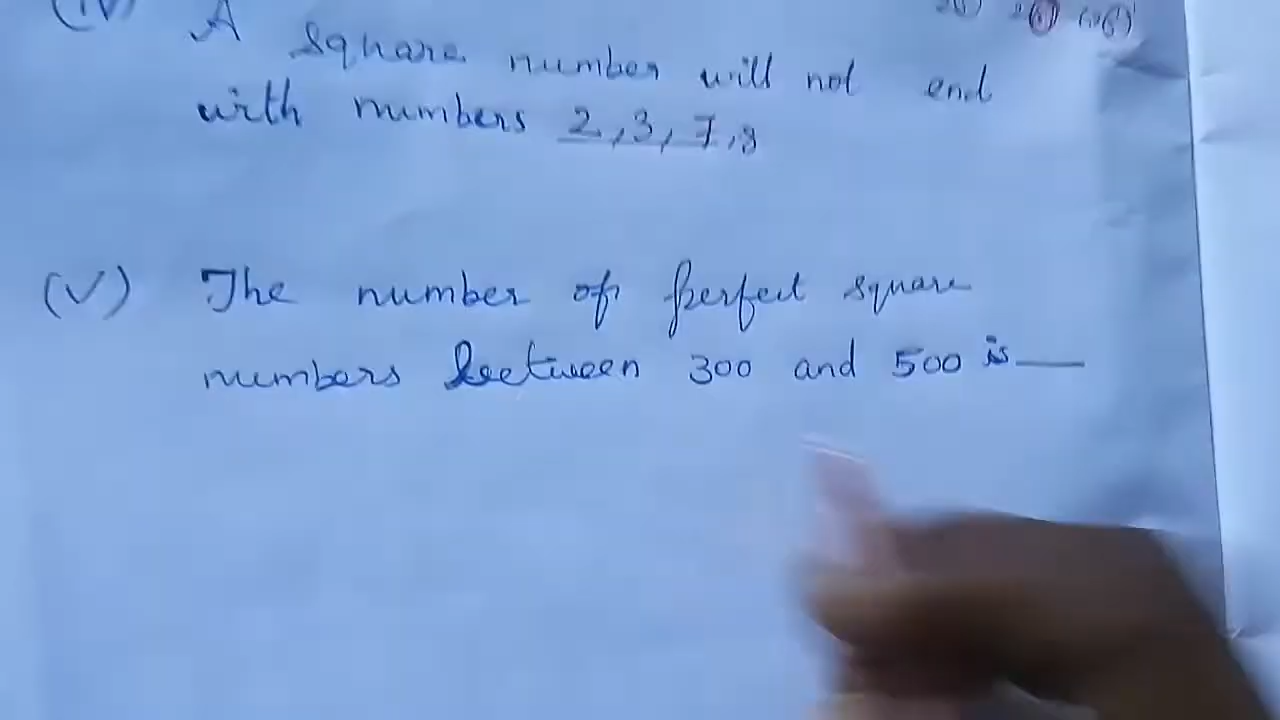 (iv) A square number will not end
with numbers 2,3,7,8
(V) The number of perfect square
numbers between 300 and 500 is